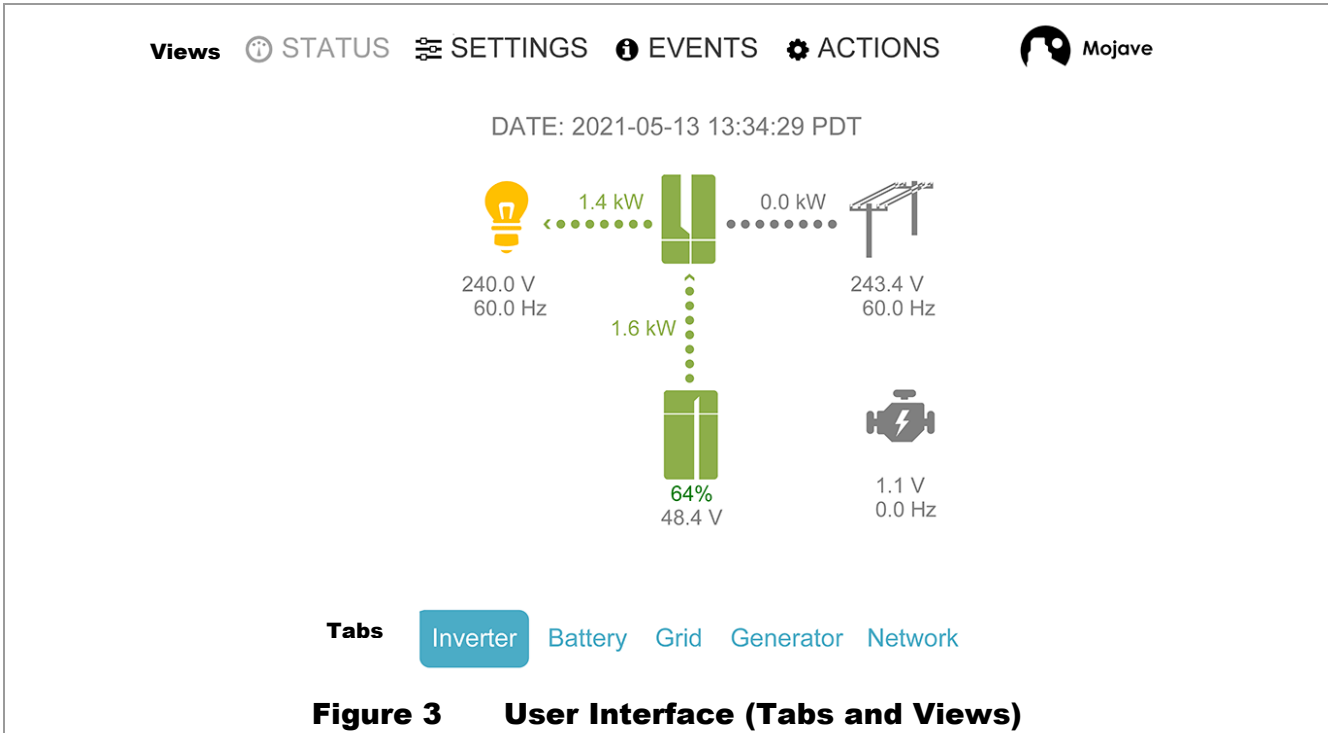 Views STATUS SETTINGS EVENTS ACTIONS Mojave
DATE: 2021-05-13 13:34:29 PDT
1.4 kW 0.0 kW
240.0 V 243.4 V
60.0 Hz 60.0 Hz
1.6 kW
64% 1.1 V
48.4 V 0.0 Hz
Tabs Inverter Battery Grid Generator Network
Figure 3 User Interface (Tabs and Views)